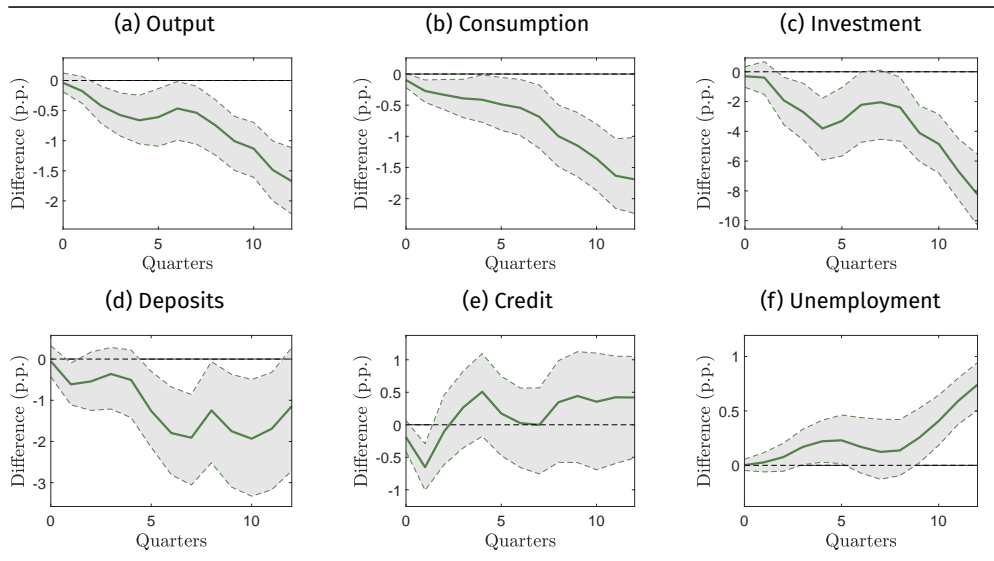 (a) Output
(b) Consumption
(c) Investment
Difference (p.p.)
0
-0.5
-1
-1.5
-2
0
5
10
Quarters
Difference (p.p.)
0
-0.5
-1
-1.5
-2
0
5
10
Quarters
Difference (p.p.)
0
-2
-4
-6
-8
-10
0
5
10
Quarters
(d) Deposits
(e) Credit
(f) Unemployment
Difference (p.p.)
0
-1
-2
-3
0
5
10
Quarters
Difference (p.p.)
1
0.5
0
-0.5
-1
0
5
10
Quarters
Difference (p.p.)
1
0.5
0
0
5
10
Quarters